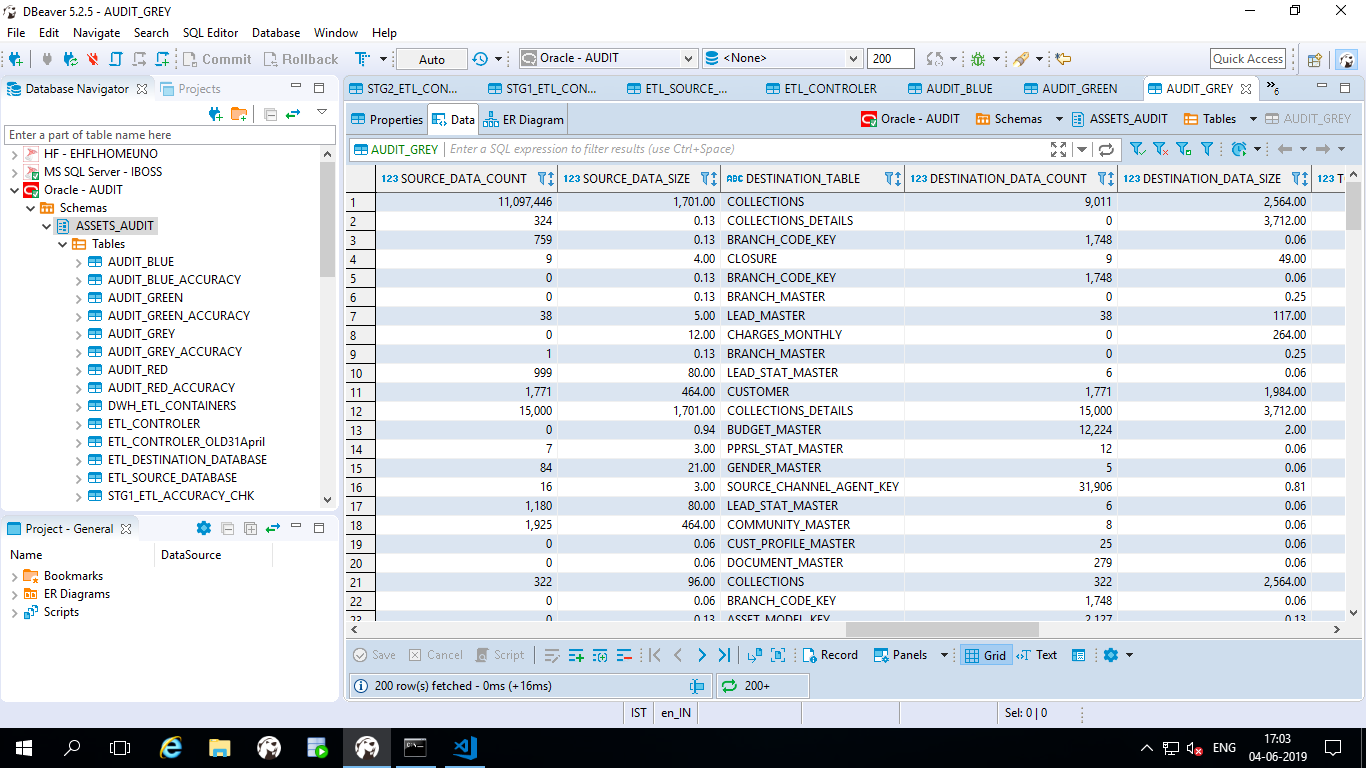 DBeaver 5.2.5 - AUDIT_GREY
File Edit Navigate Search SQL Editor Database Window Help
Commit Rollback Auto Oracle - AUDIT <None> 200 Quick Access
Database Navigator Projects
Enter a part of table name here
HF - EHFLHOMEUNO
MS SQL Server - IBOSS
Oracle - AUDIT
Schemas
ASSETS_AUDIT
Tables
AUDIT_BLUE
AUDIT_BLUE_ACCURACY
AUDIT_GREEN
AUDIT_GREEN_ACCURACY
AUDIT_GREY
AUDIT_GREY_ACCURACY
AUDIT_RED
AUDIT_RED_ACCURACY
DWH_ETL_CONTAINERS
ETL_CONTROLER
ETL_CONTROLER_OLD31April
ETL_DESTINATION_DATABASE
ETL_SOURCE_DATABASE
STG1_ETL_ACCURACY_CHK
Project - General
Name DataSource
Bookmarks
ER Diagrams
Scripts
STG2_ETL_CON... STG1_ETL_CON... ETL_SOURCE_... ETL_CONTROLER AUDIT_BLUE AUDIT_GREEN AUDIT_GREY »6
Properties Data ER Diagram Oracle - AUDIT Schemas ASSETS_AUDIT Tables AUDIT_GREY
AUDIT_GREY Enter a SQL expression to filter results (use Ctrl+Space)
123 SOURCE_DATA_COUNT 123 SOURCE_DATA_SIZE ABC DESTINATION_TABLE 123 DESTINATION_DATA_COUNT 123 DESTINATION_DATA_SIZE 123
1 11,097,446 1,701.00 COLLECTIONS 9,011 2,564.00
2 324 0.13 COLLECTIONS_DETAILS 0 3,712.00
3 759 0.13 BRANCH_CODE_KEY 1,748 0.06
4 9 4.00 CLOSURE 9 49.00
5 0 0.13 BRANCH_CODE_KEY 1,748 0.06
6 0 0.13 BRANCH_MASTER 0 0.25
7 38 5.00 LEAD_MASTER 38 117.00
8 0 12.00 CHARGES_MONTHLY 0 264.00
9 1 0.13 BRANCH_MASTER 0 0.25
10 999 80.00 LEAD_STAT_MASTER 6 0.06
11 1,771 464.00 CUSTOMER 1,771 1,984.00
12 15,000 1,701.00 COLLECTIONS_DETAILS 15,000 3,712.00
13 0 0.94 BUDGET_MASTER 12,224 2.00
14 7 3.00 PPRSL_STAT_MASTER 12 0.06
15 84 21.00 GENDER_MASTER 5 0.06
16 16 3.00 SOURCE_CHANNEL_AGENT_KEY 31,906 0.81
17 1,180 80.00 LEAD_STAT_MASTER 6 0.06
18 1,925 464.00 COMMUNITY_MASTER 8 0.06
19 0 0.06 CUST_PROFILE_MASTER 25 0.06
20 0 0.06 DOCUMENT_MASTER 279 0.06
21 322 96.00 COLLECTIONS 322 2,564.00
22 0 0.06 BRANCH_CODE_KEY 1,748 0.06
23 0 0.13 ASSET_MODEL_KEY 2,127 0.13
Save Cancel Script Record Panels Grid Text
200 row(s) fetched - 0ms (+16ms) 200+
IST en_IN Sel: 0 | 0
ENG 17:03
04-06-2019